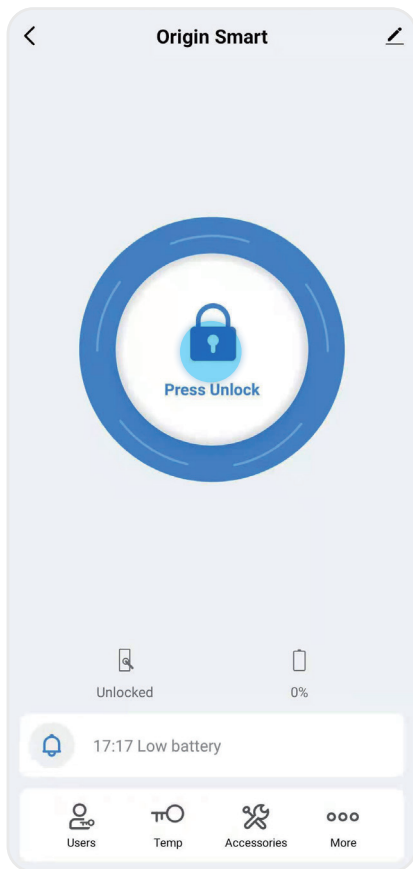 Origin Smart
Press Unlock
Unlocked
0%
17:17 Low battery
Users
Temp
Accessories
More